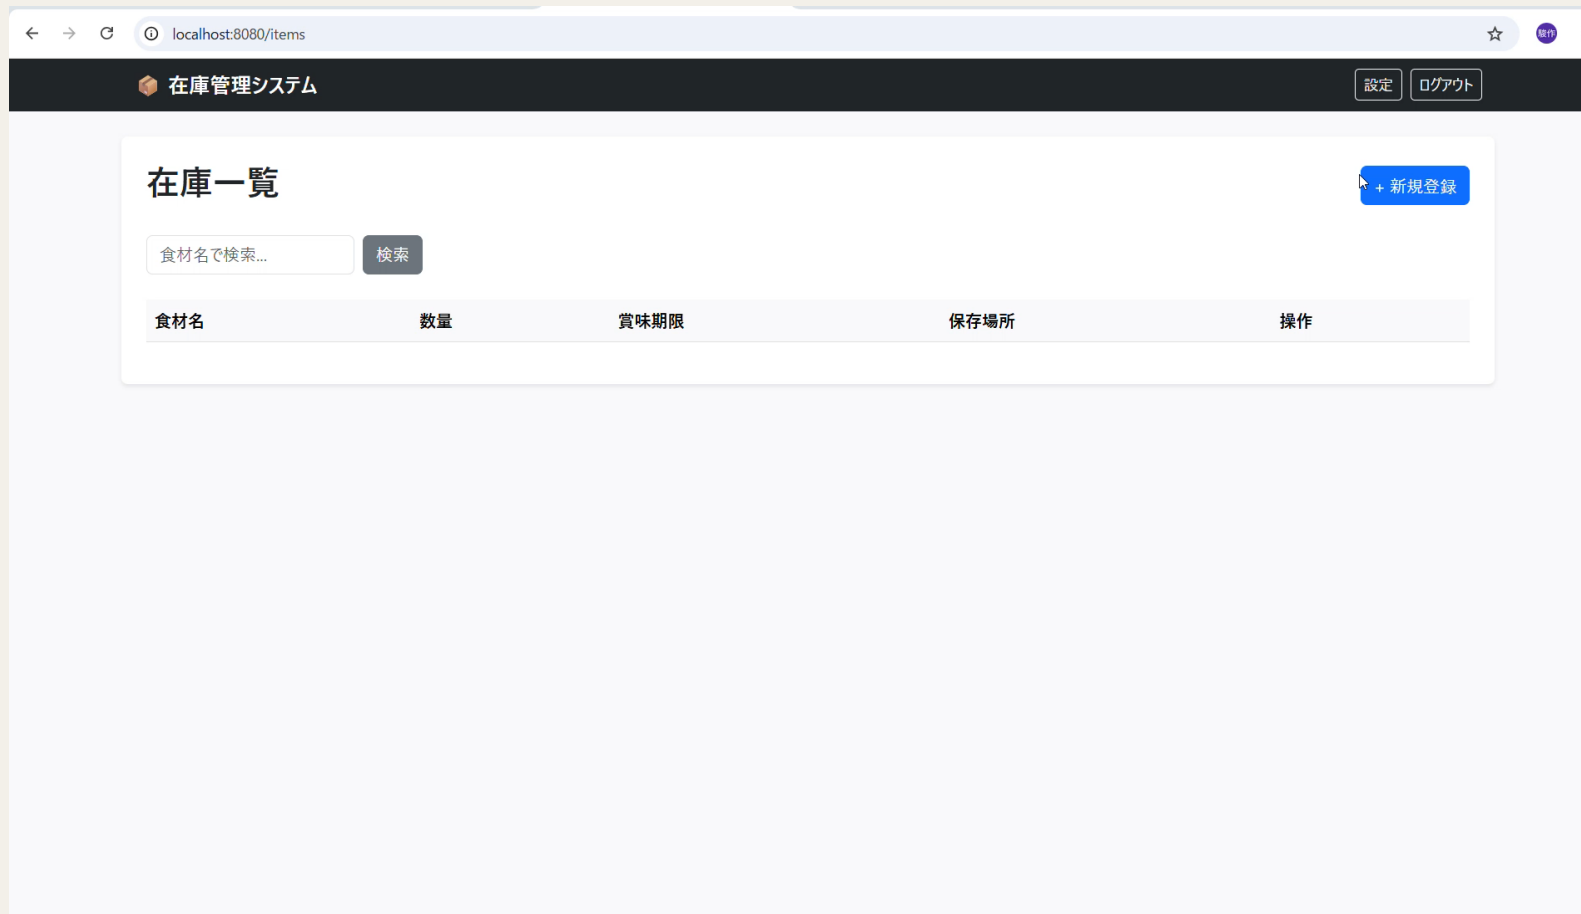 localhost:8080/items
駿作
在庫管理システム
設定 ログアウト
在庫一覧
+ 新規登録
食材名で検索... 検索
食材名 数量 賞味期限 保存場所 操作